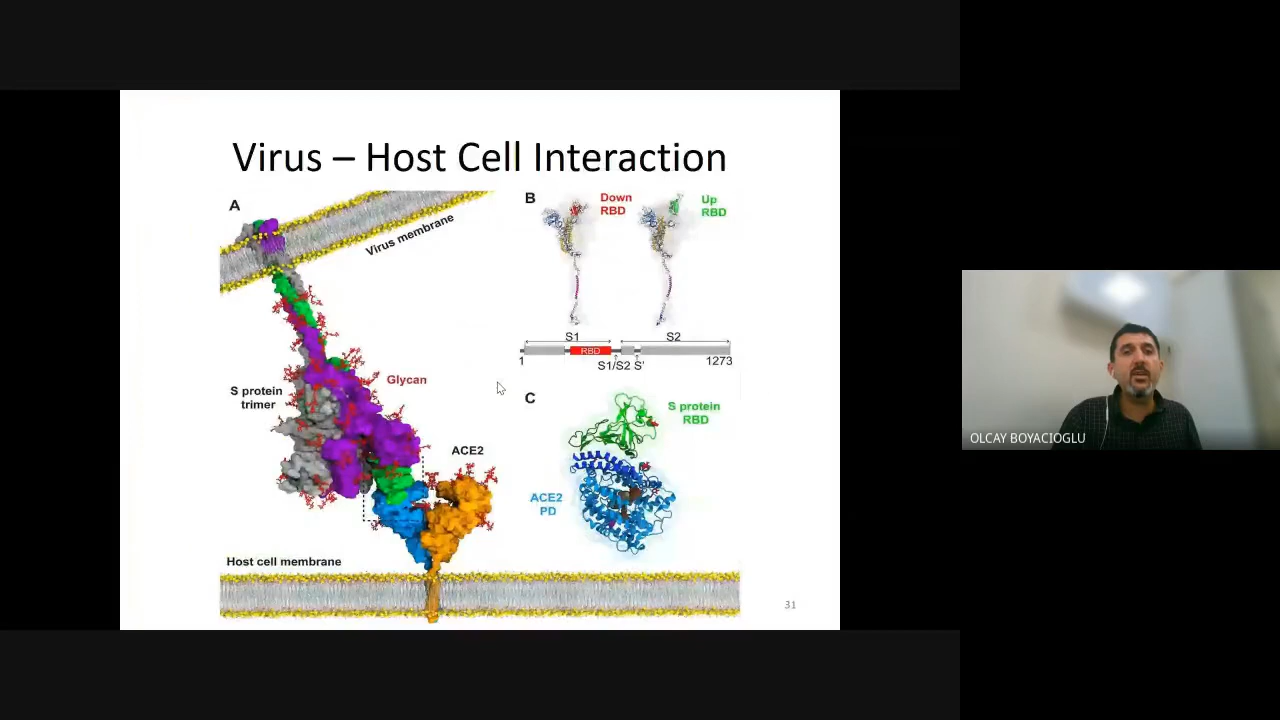 Virus – Host Cell Interaction
A
Virus membrane
Glycan
S protein
trimer
ACE2
Host cell membrane
B
Down
RBD
Up
RBD
S1
S2
RBD
1
S1/S2 S'
1273
C
S protein
RBD
ACE2
PD
31
OLCAY BOYACIOGLU